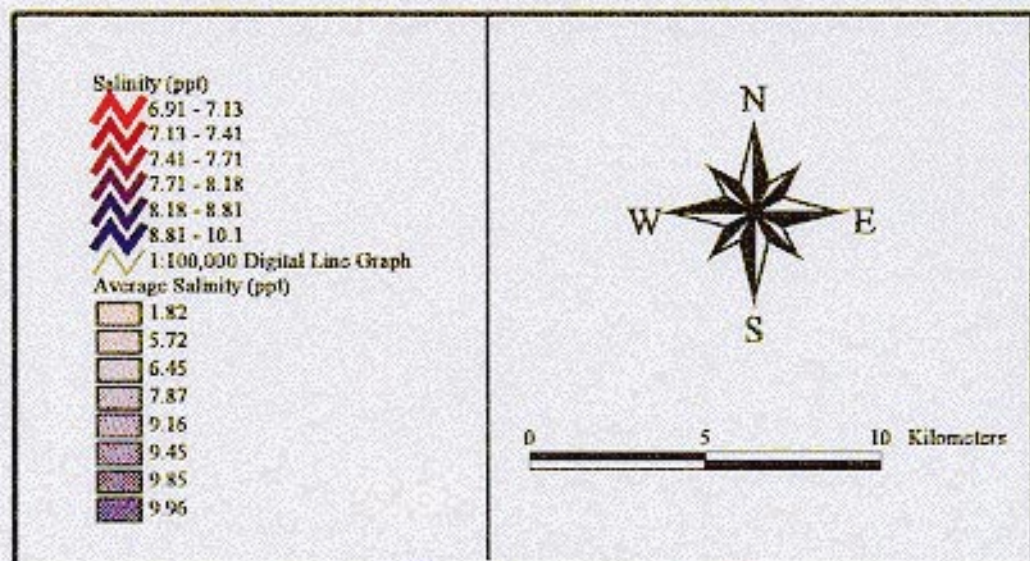 Salinity (ppt)
6.91 - 7.13
7.13 - 7.41
7.41 - 7.71
7.71 - 8.18
8.18 - 8.81
8.81 - 10.1
1:100,000 Digital Line Graph
Average Salinity (ppt)
1.82
5.72
6.45
7.87
9.16
9.45
9.85
9.96
N
W E
S
0 5 10 Kilometers